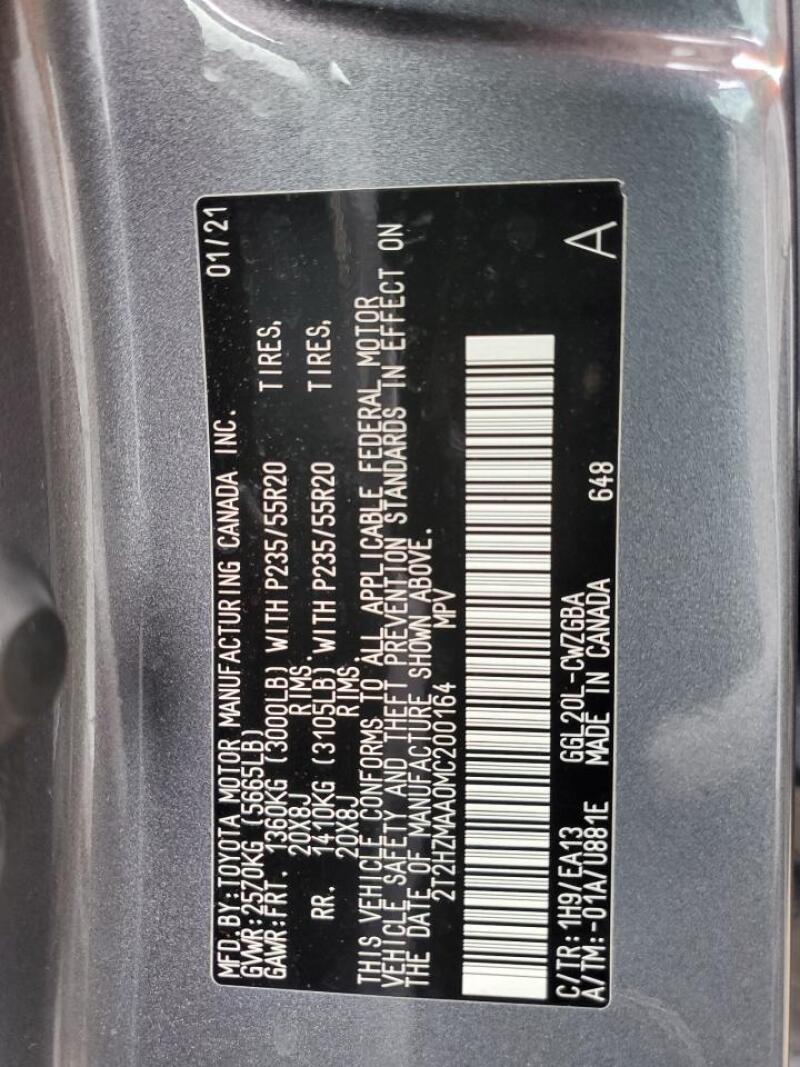 MFD. BY: TOYOTA MOTOR MANUFACTURING CANADA INC. 01/21
GVWR: 2570KG (5665LB)
GAWR: FRT. 1360KG (3000LB) WITH P235/55R20 TIRES,
20X8J RIMS.
RR. 1410KG (3105LB) WITH P235/55R20 TIRES,
20X8J RIMS.
THIS VEHICLE CONFORMS TO ALL APPLICABLE FEDERAL MOTOR
VEHICLE SAFETY AND THEFT PREVENTION STANDARDS IN EFFECT ON
THE DATE OF MANUFACTURE SHOWN ABOVE.
2T2HZMAA0MC200164 MPV
C/TR: 1H9/EA13 GGL20L-CWZGBA A
A/TM: -01A/U881E MADE IN CANADA 648